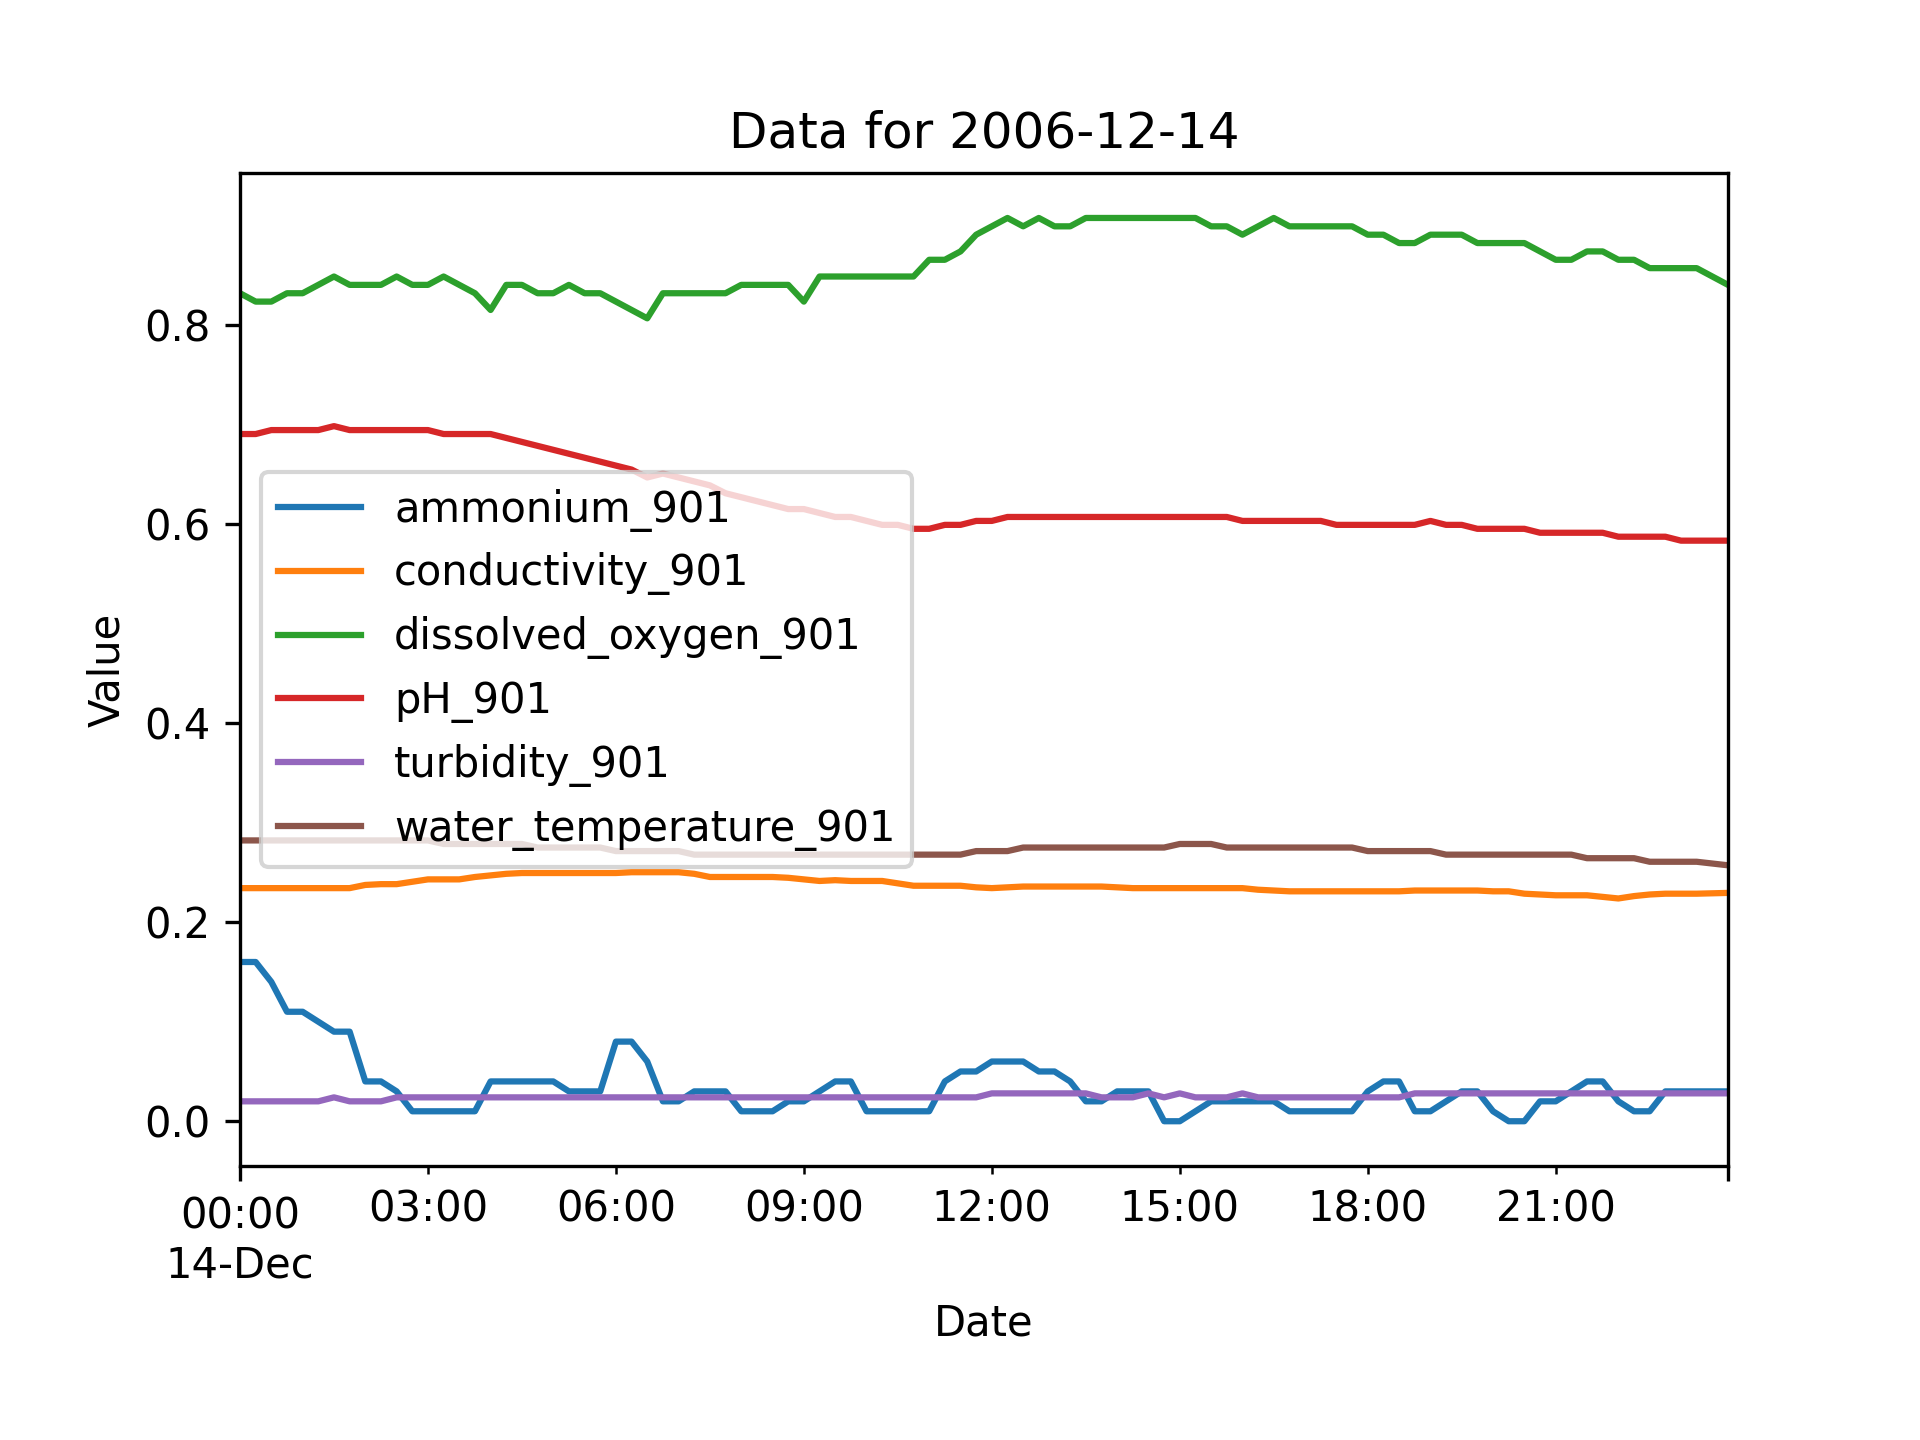 Data for 2006-12-14
Value
0.8
0.6
0.4
0.2
0.0
ammonium_901
conductivity_901
dissolved_oxygen_901
pH_901
turbidity_901
water_temperature_901
00:00 03:00 06:00 09:00 12:00 15:00 18:00 21:00
14-Dec
Date